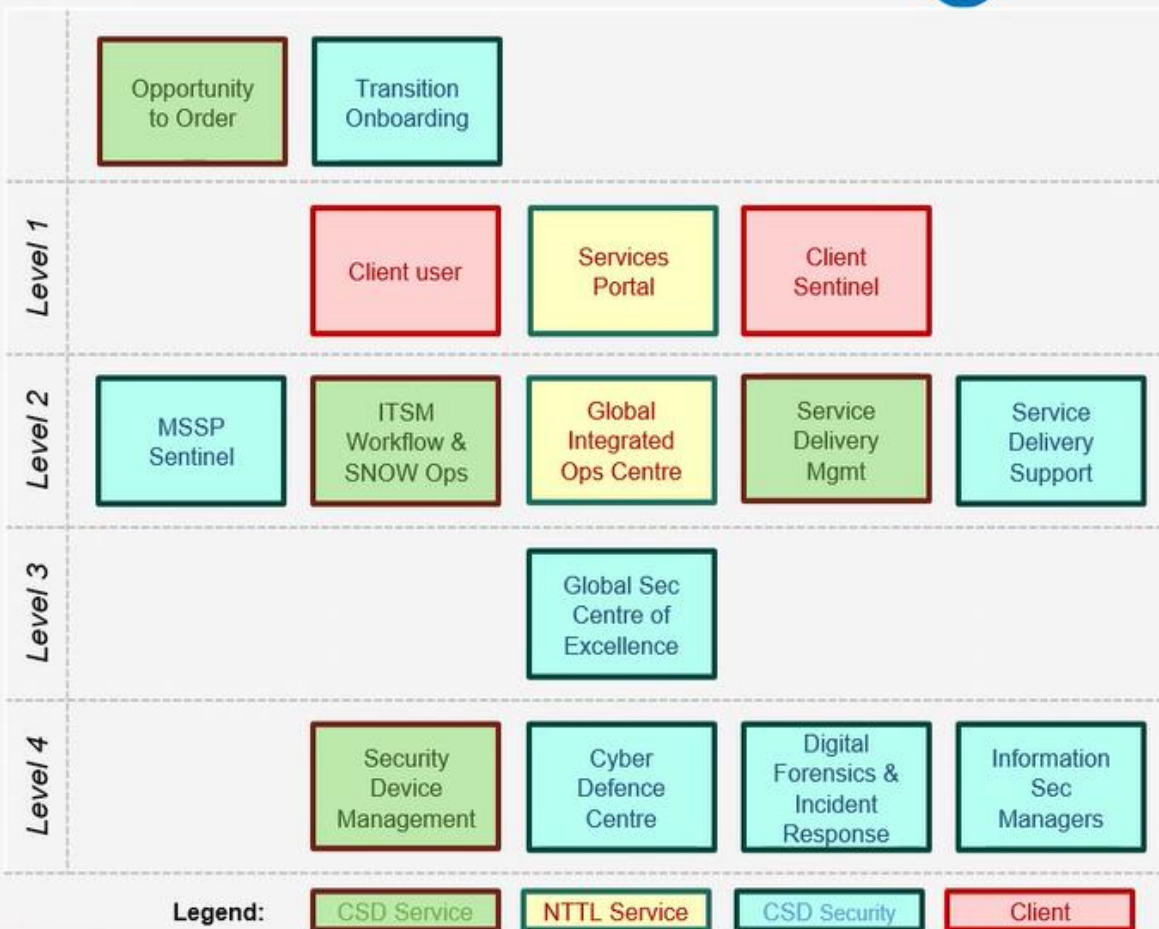 Opportunity
to Order
Transition
Onboarding
Level 1
Client user
Services
Portal
Client
Sentinel
Level 2
MSSP
Sentinel
ITSM
Workflow &
SNOW Ops
Global
Integrated
Ops Centre
Service
Delivery
Mgmt
Service
Delivery
Support
Level 3
Global Sec
Centre of
Excellence
Level 4
Security
Device
Management
Cyber
Defence
Centre
Digital
Forensics &
Incident
Response
Information
Sec
Managers
Legend:
CSD Service
NTTL Service
CSD Security
Client